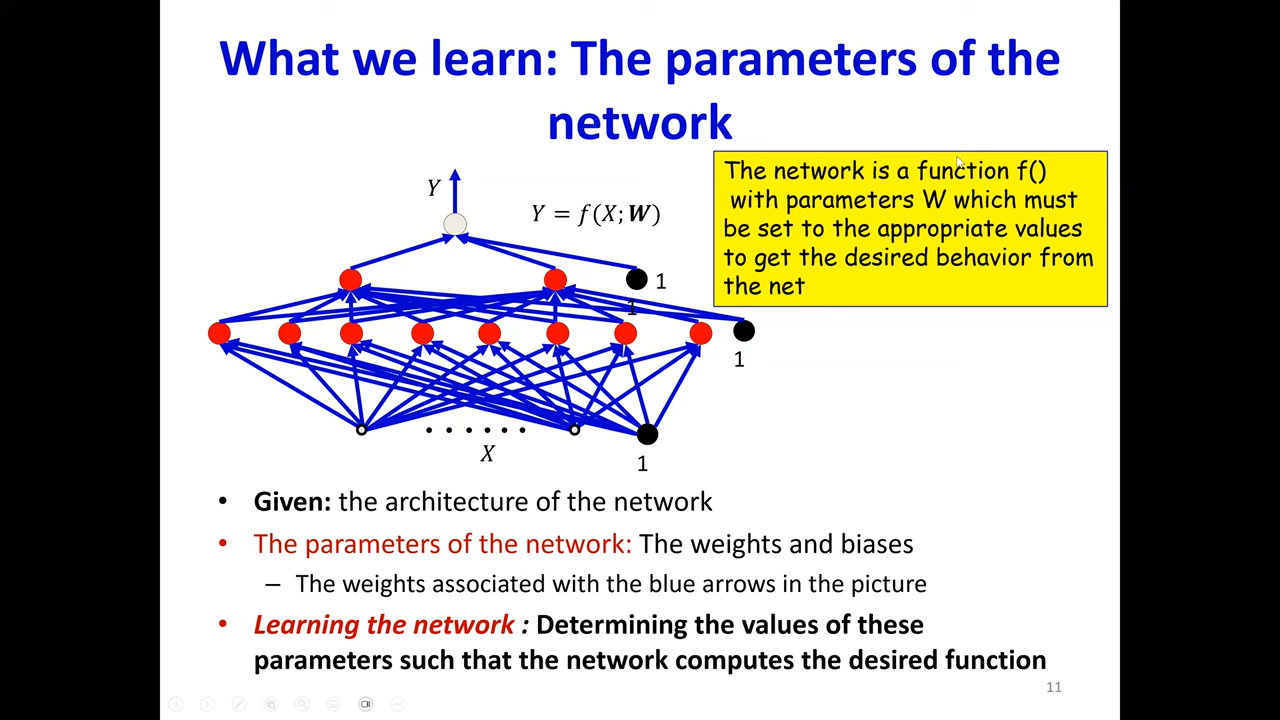 What we learn: The parameters of the
network
The network is a function f()
with parameters W which must
be set to the appropriate values
to get the desired behavior from
the net
Y
Y = f(X; W)
1
1
1
X
1
• Given: the architecture of the network
• The parameters of the network: The weights and biases
– The weights associated with the blue arrows in the picture
• Learning the network : Determining the values of these
parameters such that the network computes the desired function
11